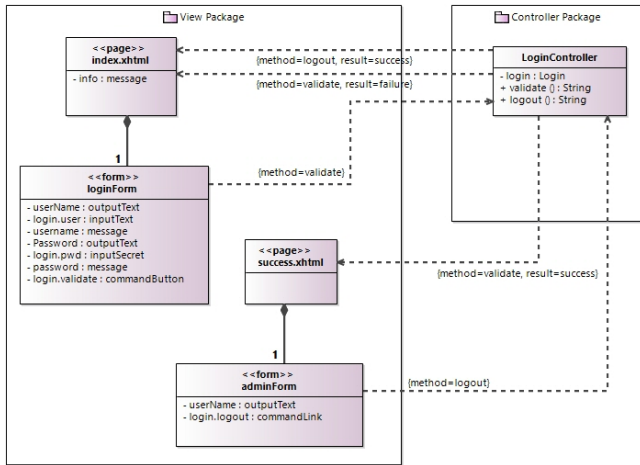 View Package
Controller Package
<<page>>
index.xhtml
- info : message
{method=logout, result=success}
{method=validate, result=failure}
LoginController
- login : Login
+ validate () : String
+ logout () : String
1
{method=validate}
<<form>>
loginForm
- userName : outputText
- login.user : inputText
- username : message
- Password : outputText
- login.pwd : inputSecret
- password : message
- login.validate : commandButton
<<page>>
success.xhtml
{method=validate, result=success}
1
<<form>>
adminForm
- userName : outputText
- login.logout : commandLink
{method=logout}